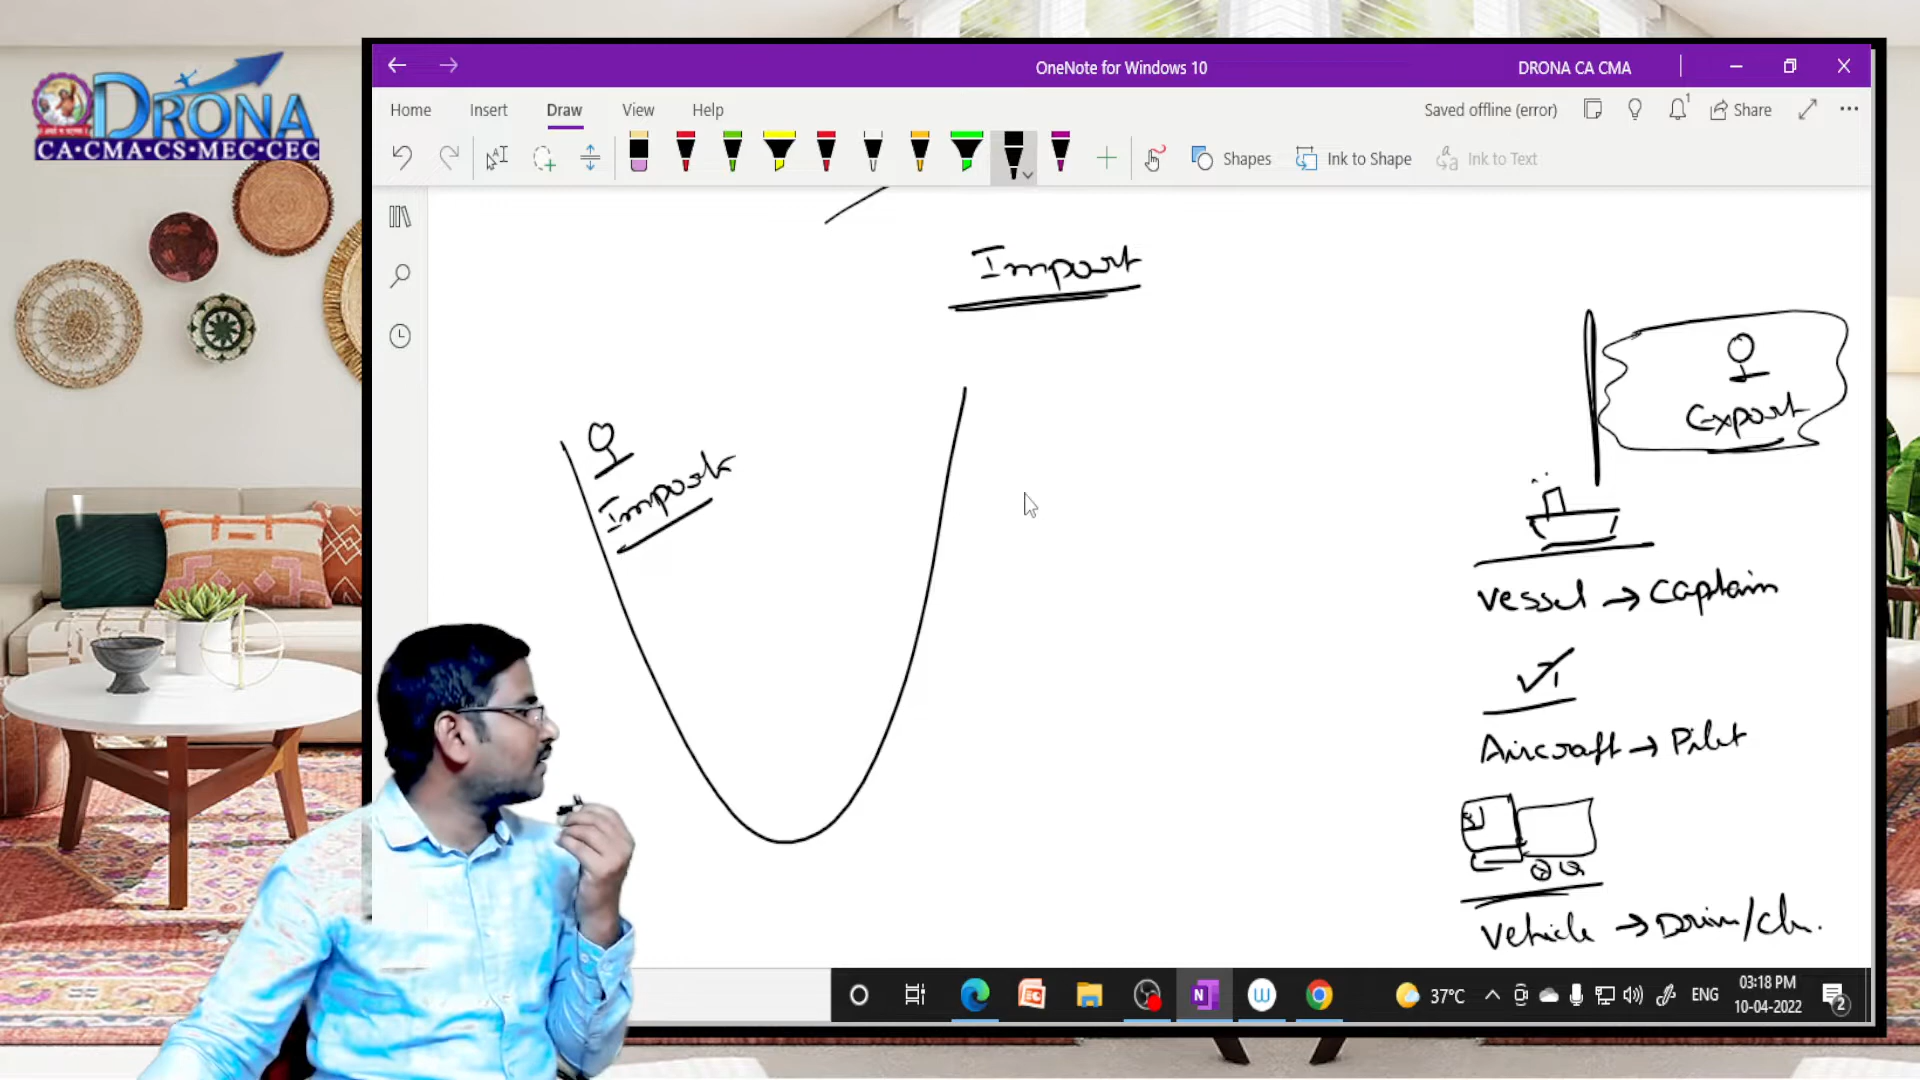 DRONA
CA•CMA•CS•MEC•CEC
OneNote for Windows 10
DRONA CA CMA
Home Insert Draw View Help
Saved offline (error)
1
Share
Shapes
Ink to Shape
Ink to Text
Import
Export
Import
Vessel → Captain
Aircraft → Pilot
Vehicle → Driver/
37°C
ENG
03:18 PM
10-04-2022
2